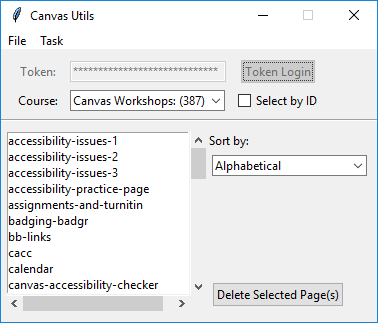 Canvas Utils
File Task
Token: ***************************** Token Login
Course: Canvas Workshops: (387) Select by ID
accessibility-issues-1
accessibility-issues-2
accessibility-issues-3
accessibility-practice-page
assignments-and-turnitin
badging-badgr
bb-links
cacc
calendar
canvas-accessibility-checker
Sort by:
Alphabetical
Delete Selected Page(s)